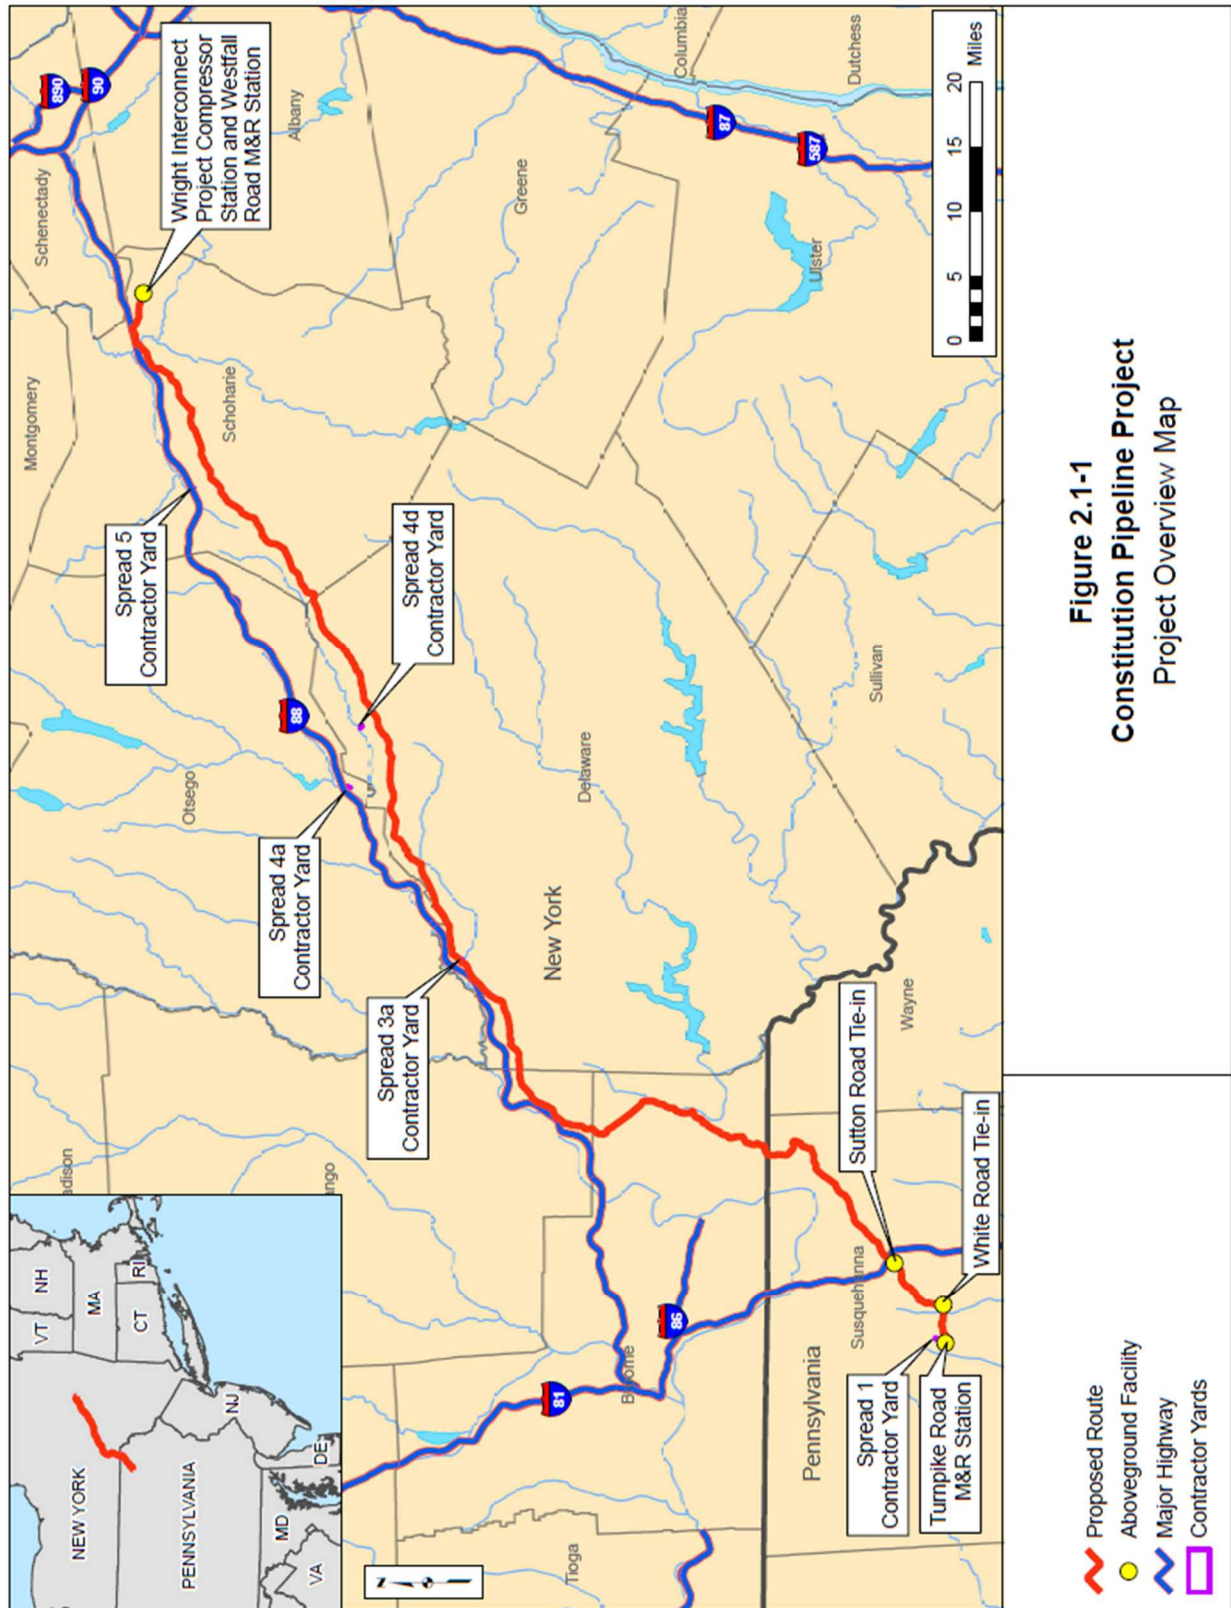 NEW YORK
VT
NH
MA
CT
RI
PENNSYLVANIA
NJ
MD
DE
VA
N
adison
ango
Otsego
Montgomery
Schenectady
890
90
Wright Interconnect
Project Compressor
Station and Westfall
Road M&R Station
Albany
Spread 5
Contractor Yard
Schoharie
88
Spread 4a
Contractor Yard
Spread 4d
Contractor Yard
Spread 3a
Contractor Yard
New York
Delaware
Greene
Columbia
Dutchess
87
587
Ulster
Sullivan
81
86
Broome
Tioga
Pennsylvania
Susquehanna
Wayne
Spread 1
Contractor Yard
Turnpike Road
M&R Station
Sutton Road Tie-in
White Road Tie-in
0 5 10 15 20
Miles
Proposed Route
Aboveground Facility
Major Highway
Contractor Yards
Figure 2.1-1
Constitution Pipeline Project
Project Overview Map